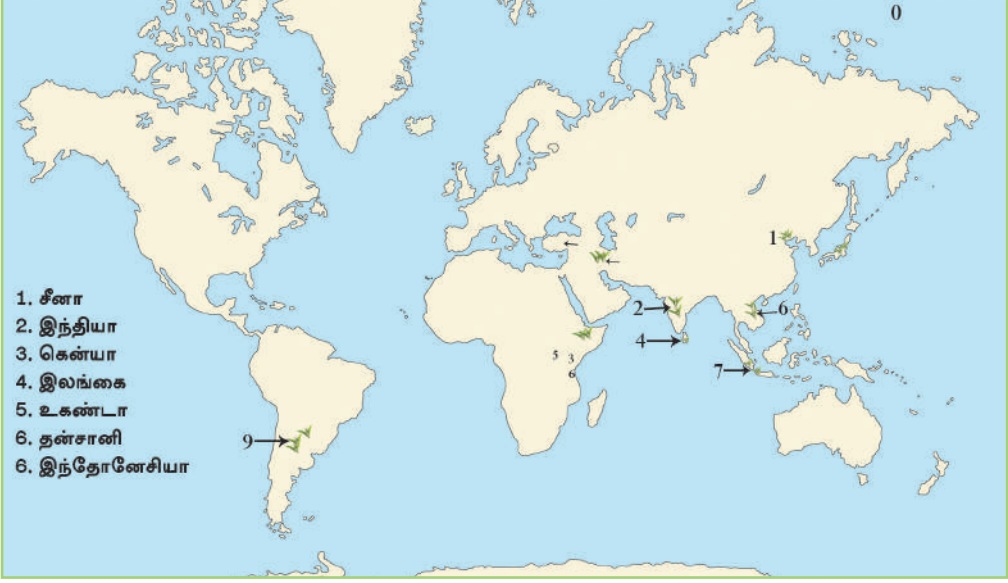 0
1
2
6
4
5
3
6
7
9
1. சீனா
2. இந்தியா
3. கென்யா
4. இலங்கை
5. உகண்டா
6. தன்சானி
6. இந்தோனேசியா